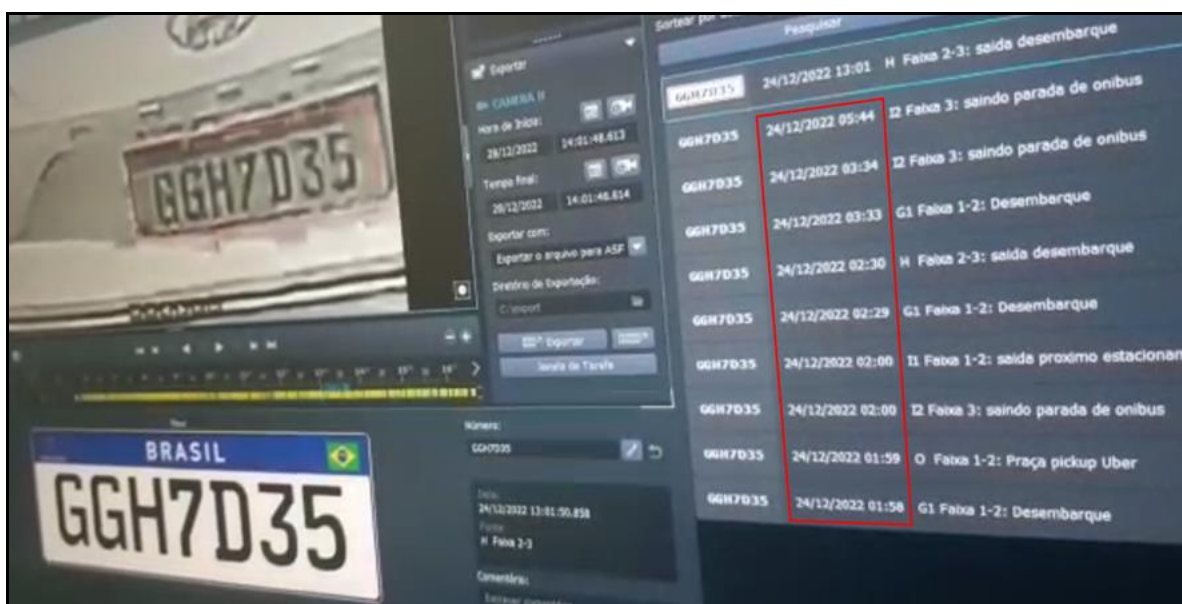 GGH7D35
BRASIL
GGH7D35
Exportar
CAMERA H
Hora de Início:
28/12/2022 14:01:48.613
Tempo final:
28/12/2022 14:01:48.614
Exportar com:
Exportar o arquivo para ASF
Diretório de Exportação:
C:\export
Exportar
Janela de Tarefa
Número:
GGH7D35
Data:
24/12/2022 13:01:50.858
Fonte:
H Faixa 2-3
Comentário:
Sortear por
Pesquisar
GGH7D35 24/12/2022 13:01 H Faixa 2-3: saida desembarque
GGH7D35 24/12/2022 05:44 I2 Faixa 3: saindo parada de onibus
GGH7D35 24/12/2022 03:34 I2 Faixa 3: saindo parada de onibus
GGH7D35 24/12/2022 03:33 G1 Faixa 1-2: Desembarque
GGH7D35 24/12/2022 02:30 H Faixa 2-3: saida desembarque
GGH7D35 24/12/2022 02:29 G1 Faixa 1-2: Desembarque
GGH7D35 24/12/2022 02:00 I1 Faixa 1-2: saida proximo estacionam
GGH7D35 24/12/2022 02:00 I2 Faixa 3: saindo parada de onibus
GGH7D35 24/12/2022 01:59 O Faixa 1-2: Praça pickup Uber
GGH7D35 24/12/2022 01:58 G1 Faixa 1-2: Desembarque